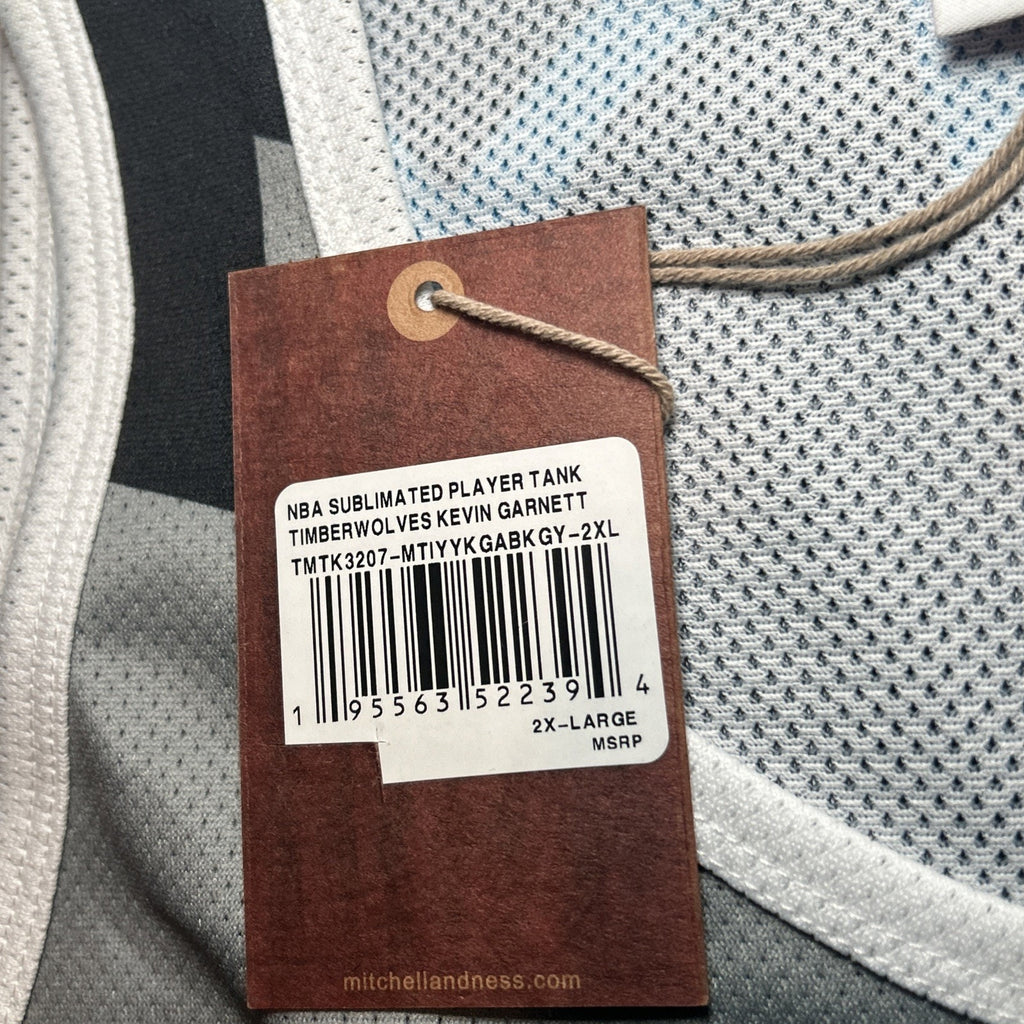 NBA SUBLIMATED PLAYER TANK
TIMBERWOLVES KEVIN GARNETT
TMTK3207-MTIYYKGABKGY-2XL
1 95563 52239 4
2X-LARGE
MSRP
mitchellandness.com